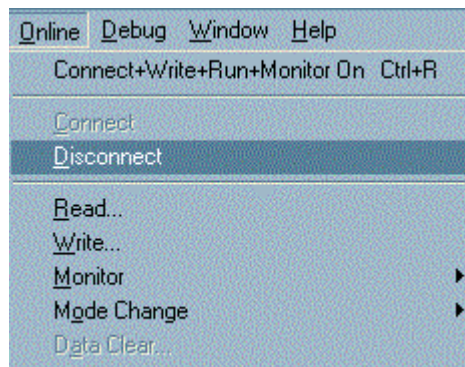 Online Debug Window Help
Connect+Write+Run+Monitor On Ctrl+R
Connect
Disconnect
Read...
Write...
Monitor
Mode Change
Data Clear...